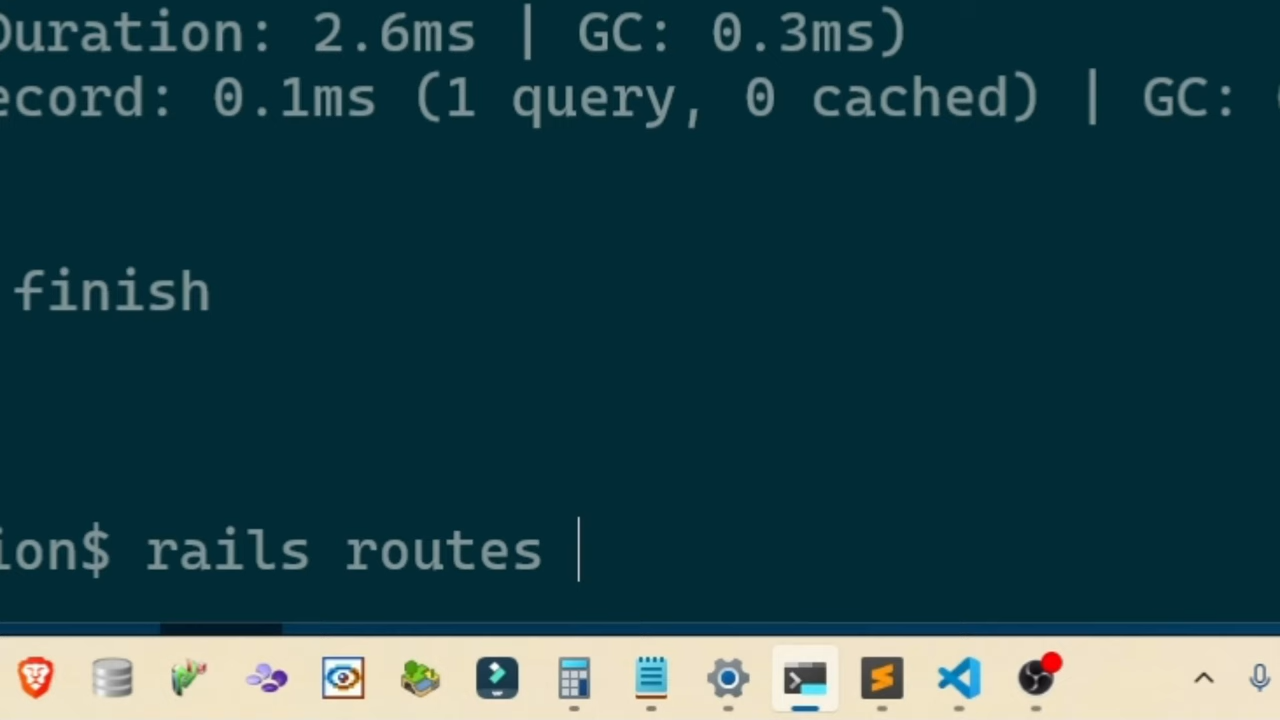 Duration: 2.6ms | GC: 0.3ms)
ecord: 0.1ms (1 query, 0 cached) | GC:
finish
ion$ rails routes